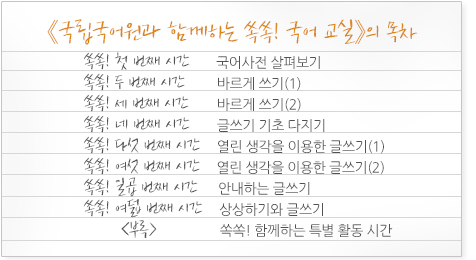 《국립국어원과 함께하는 쏙쏙! 국어 교실》의 목차
쏙쏙! 첫 번째 시간 국어사전 살펴보기
쏙쏙! 두 번째 시간 바르게 쓰기(1)
쏙쏙! 세 번째 시간 바르게 쓰기(2)
쏙쏙! 네 번째 시간 글쓰기 기초 다지기
쏙쏙! 다섯 번째 시간 열린 생각을 이용한 글쓰기(1)
쏙쏙! 여섯 번째 시간 열린 생각을 이용한 글쓰기(2)
쏙쏙! 일곱 번째 시간 안내하는 글쓰기
쏙쏙! 여덟 번째 시간 상상하기와 글쓰기
<부록> 쏙쏙! 함께하는 특별 활동 시간